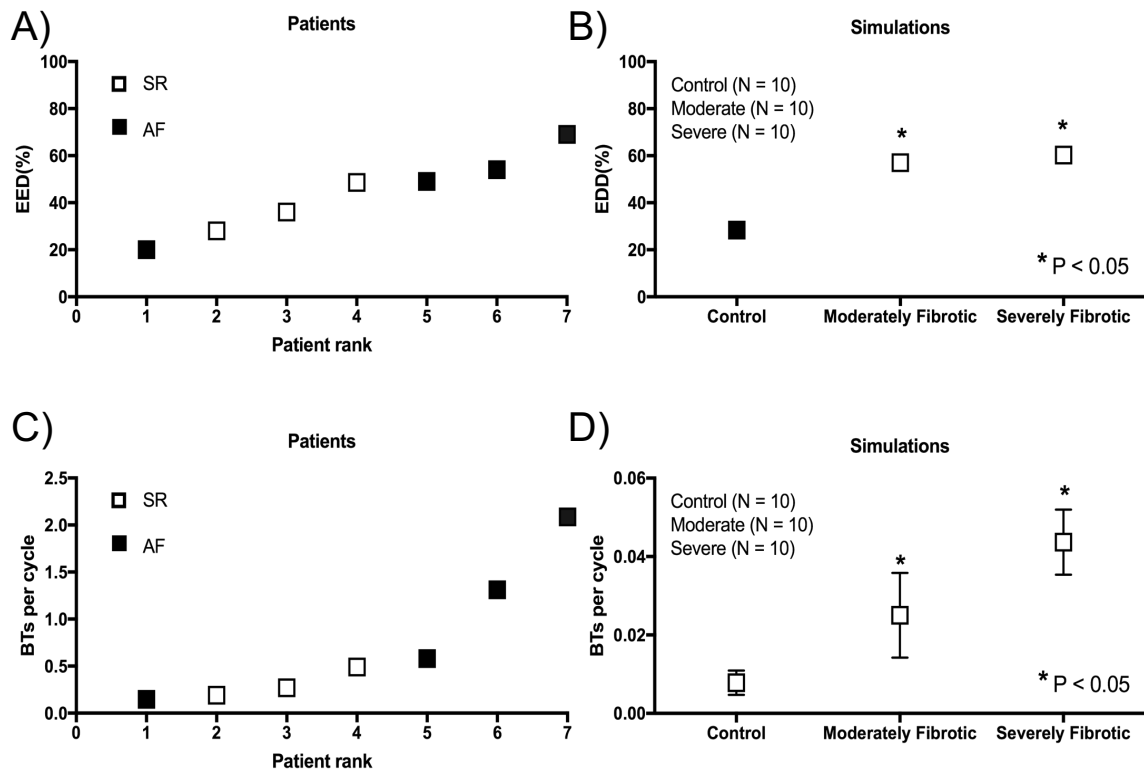 A)
Patients
100
80
60
40
20
0
EED(%)
SR
AF
0 1 2 3 4 5 6 7
Patient rank
B)
Simulations
100
80
60
40
20
0
EDD(%)
Control (N = 10)
Moderate (N = 10)
Severe (N = 10)
*
*
* P < 0.05
Control Moderately Fibrotic Severely Fibrotic
C)
Patients
2.5
2.0
1.5
1.0
0.5
0.0
BTs per cycle
SR
AF
0 1 2 3 4 5 6 7
Patient rank
D)
Simulations
0.06
0.04
0.02
0.00
BTs per cycle
Control (N = 10)
Moderate (N = 10)
Severe (N = 10)
*
*
* P < 0.05
Control Moderately Fibrotic Severely Fibrotic